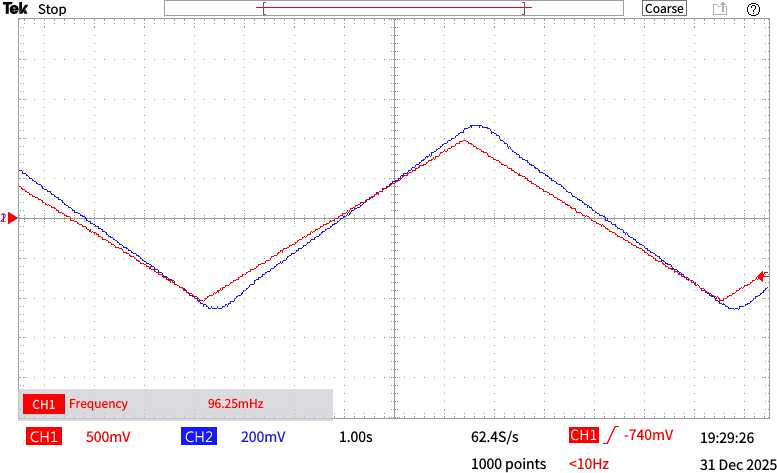 Tek Stop Coarse ?
2
CH1 Frequency 96.25mHz
CH1 500mV CH2 200mV 1.00s 62.4S/s CH1 -740mV 19:29:26
1000 points <10Hz 31 Dec 2025